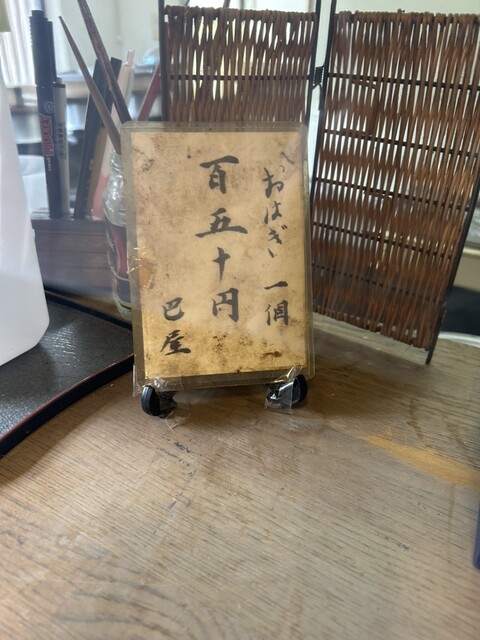 おはぎ 一個
百五十円
巴屋